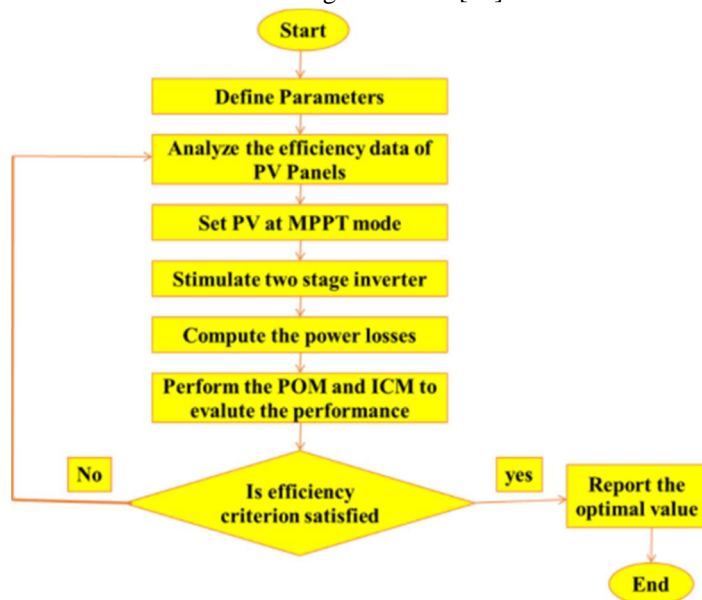 Start
Define Parameters
Analyze the efficiency data of
PV Panels
Set PV at MPPT mode
Stimulate two stage inverter
Compute the power losses
Perform the POM and ICM to
evalute the performance
No
Is efficiency
criterion satisfied
yes
Report the
optimal value
End